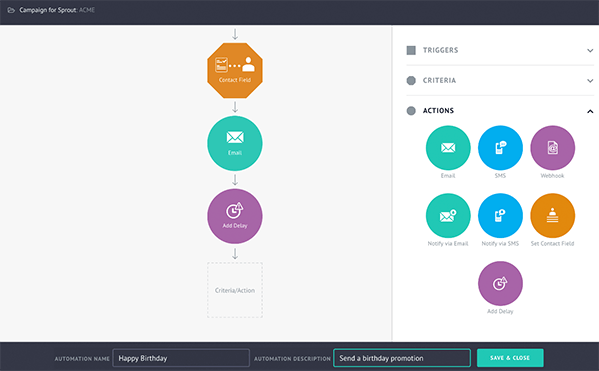 Campaign for Sprout: ACME
Contact Field
Email
Add Delay
Criteria/Action
TRIGGERS
CRITERIA
ACTIONS
Email
SMS
Webhook
Notify via Email
Notify via SMS
Set Contact Field
Add Delay
AUTOMATION NAME
Happy Birthday
AUTOMATION DESCRIPTION
Send a birthday promotion
SAVE & CLOSE